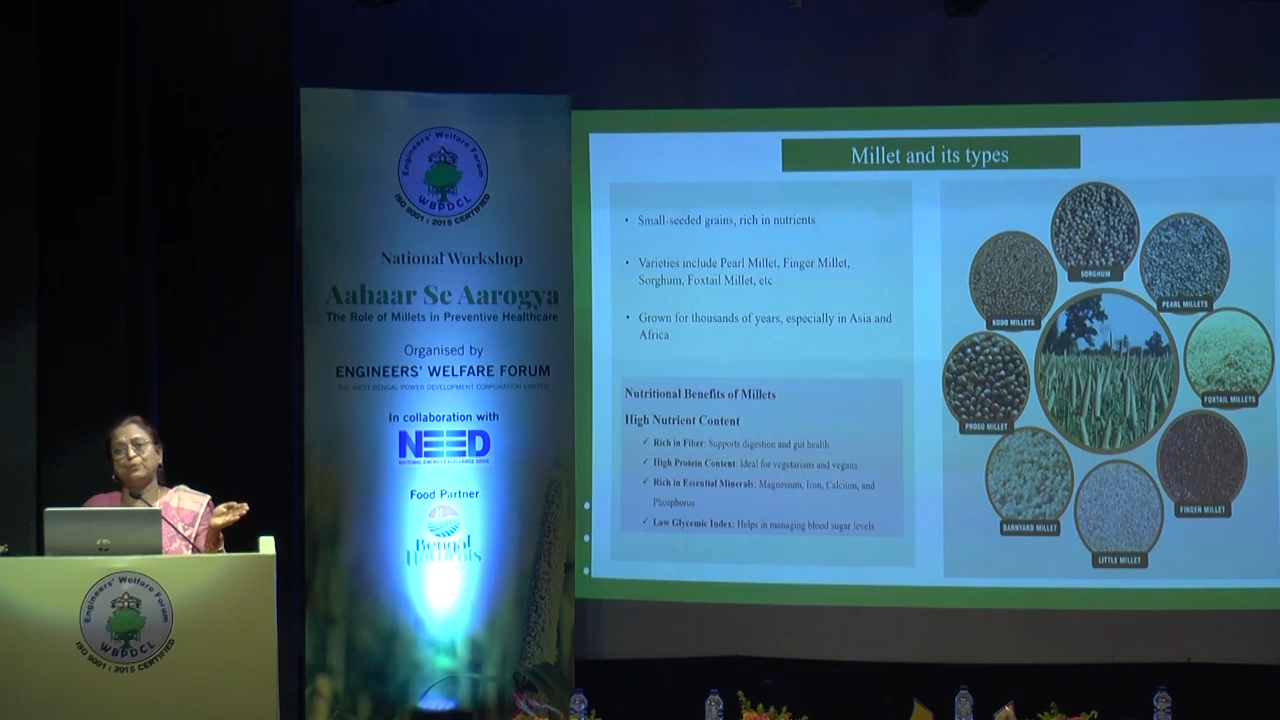 Engineers' Welfare Forum
WBPDCL
ISO 9001 : 2015 CERTIFIED
National Workshop
Aahaar Se Aarogya
The Role of Millets in Preventive Healthcare
Organised by
ENGINEERS' WELFARE FORUM
THE WEST BENGAL POWER DEVELOPMENT CORPORATION LIMITED
In collaboration with
NEED
NATIONAL ENERGY EXCELLENCE DRIVE
Food Partner
Bengal
Millet and its types
• Small-seeded grains, rich in nutrients
• Varieties include Pearl Millet, Finger Millet,
Sorghum, Foxtail Millet, etc
• Grown for thousands of years, especially in Asia and
Africa
Nutritional Benefits of Millets
High Nutrient Content
✓ Rich in Fiber: Supports digestion and gut health
✓ High Protein Content: Ideal for vegetarians and vegans
✓ Rich in Essential Minerals: Magnesium, Iron, Calcium, and
Phosphorus
✓ Low Glycemic Index: Helps in managing blood sugar levels
SORGHUM
PEARL MILLETS
KODO MILLETS
FOXTAIL MILLETS
PROSO MILLET
FINGER MILLET
BARNYARD MILLET
LITTLE MILLET
Engineers' Welfare Forum
WBPDCL
ISO 9001 : 2015 CERTIFIED